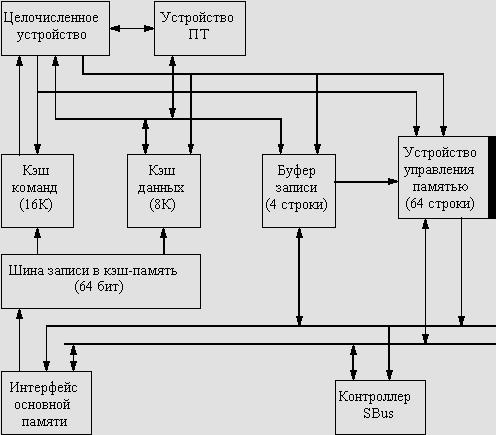 Целочисленное
устройство
Устройство
ПТ
Кэш
команд
(16К)
Кэш
данных
(8К)
Буфер
записи
(4 строки)
Устройство
управления
памятью
(64 строки)
Шина записи в кэш-память
(64 бит)
Интерфейс
основной
памяти
Контроллер
SBus